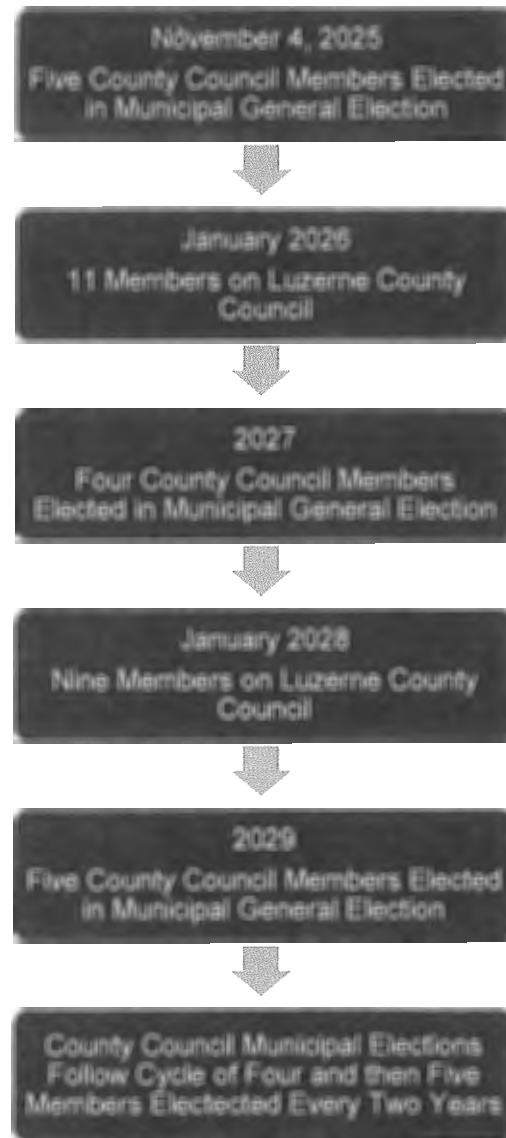 November 4, 2025
Five County Council Members Elected
in Municipal General Election
January 2026
11 Members on Luzerne County
Council
2027
Four County Council Members
Elected in Municipal General Election
January 2028
Nine Members on Luzerne County
Council
2029
Five County Council Members Elected
in Municipal General Election
County Council Municipal Elections
Follow Cycle of Four and then Five
Members Electected Every Two Years